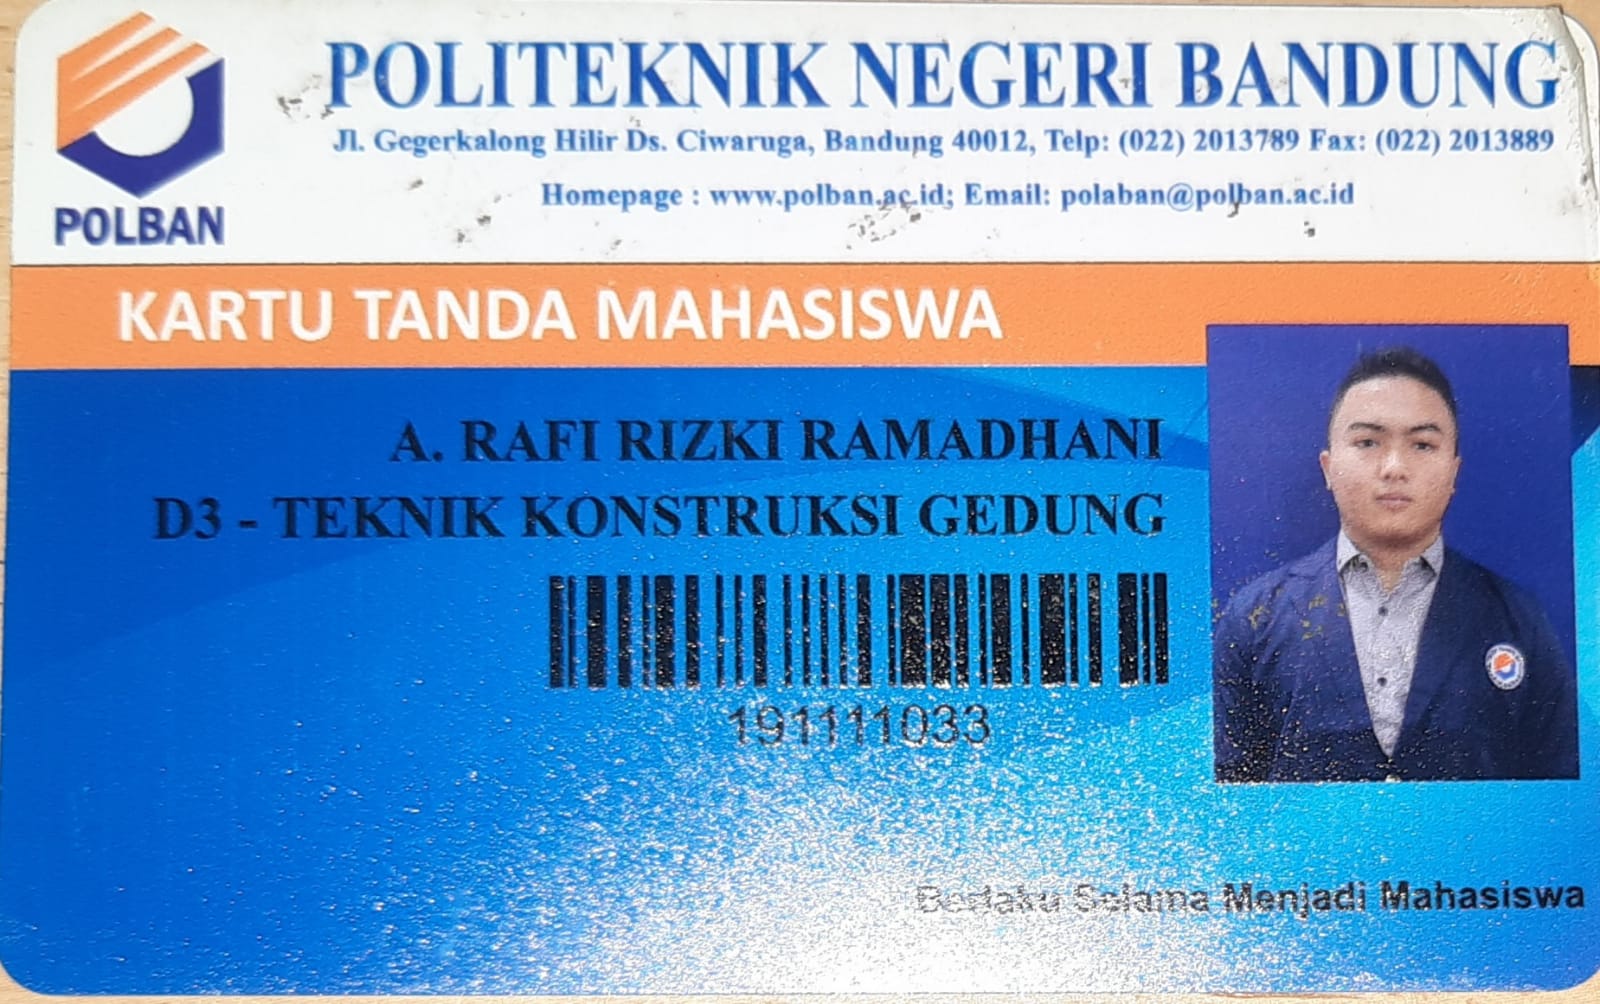 POLITEKNIK NEGERI BANDUNG
Jl. Gegerkalong Hilir Ds. Ciwaruga, Bandung 40012, Telp: (022) 2013789 Fax: (022) 2013889
Homepage : www.polban.ac.id; Email: polaban@polban.ac.id
POLBAN
KARTU TANDA MAHASISWA
A. RAFI RIZKI RAMADHANI
D3 - TEKNIK KONSTRUKSI GEDUNG
191111033
Berlaku Selama Menjadi Mahasiswa